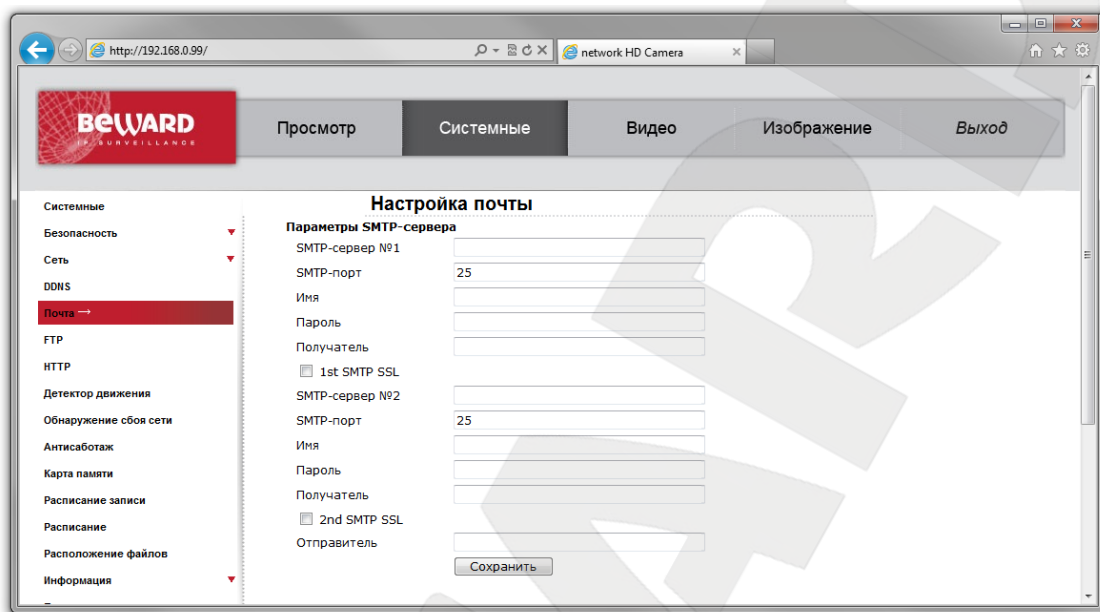 http://192.168.0.99/
network HD Camera
BEWARD
IP SURVEILLANCE
Просмотр
Системные
Видео
Изображение
Выход
Системные
Безопасность
Сеть
DDNS
Почта →
FTP
HTTP
Детектор движения
Обнаружение сбоя сети
Антисаботаж
Карта памяти
Расписание записи
Расписание
Расположение файлов
Информация
Настройка почты
Параметры SMTP-сервера
SMTP-сервер №1
SMTP-порт 25
Имя
Пароль
Получатель
1st SMTP SSL
SMTP-сервер №2
SMTP-порт 25
Имя
Пароль
Получатель
2nd SMTP SSL
Отправитель
Сохранить